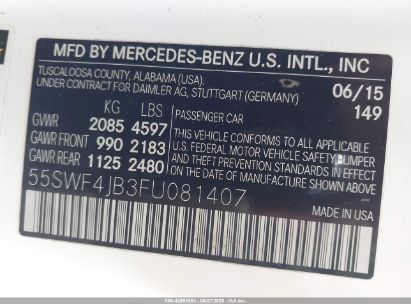 MFD BY MERCEDES-BENZ U.S. INTL., INC
TUSCALOOSA COUNTY, ALABAMA (USA).
UNDER CONTRACT FOR DAIMLER AG, STUTTGART (GERMANY)
06/15
149
KG LBS
PASSENGER CAR
GVWR 2085 4597
GAWR FRONT 990 2183
GAWR REAR 1125 2480
THIS VEHICLE CONFORMS TO ALL APPLICABLE
U.S. FEDERAL MOTOR VEHICLE SAFETY, BUMPER
AND THEFT PREVENTION STANDARDS IN EFFECT
ON THE DATE OF MANUFACTURE SHOWN ABOVE.
55SWF4JB3FU081407
MADE IN USA